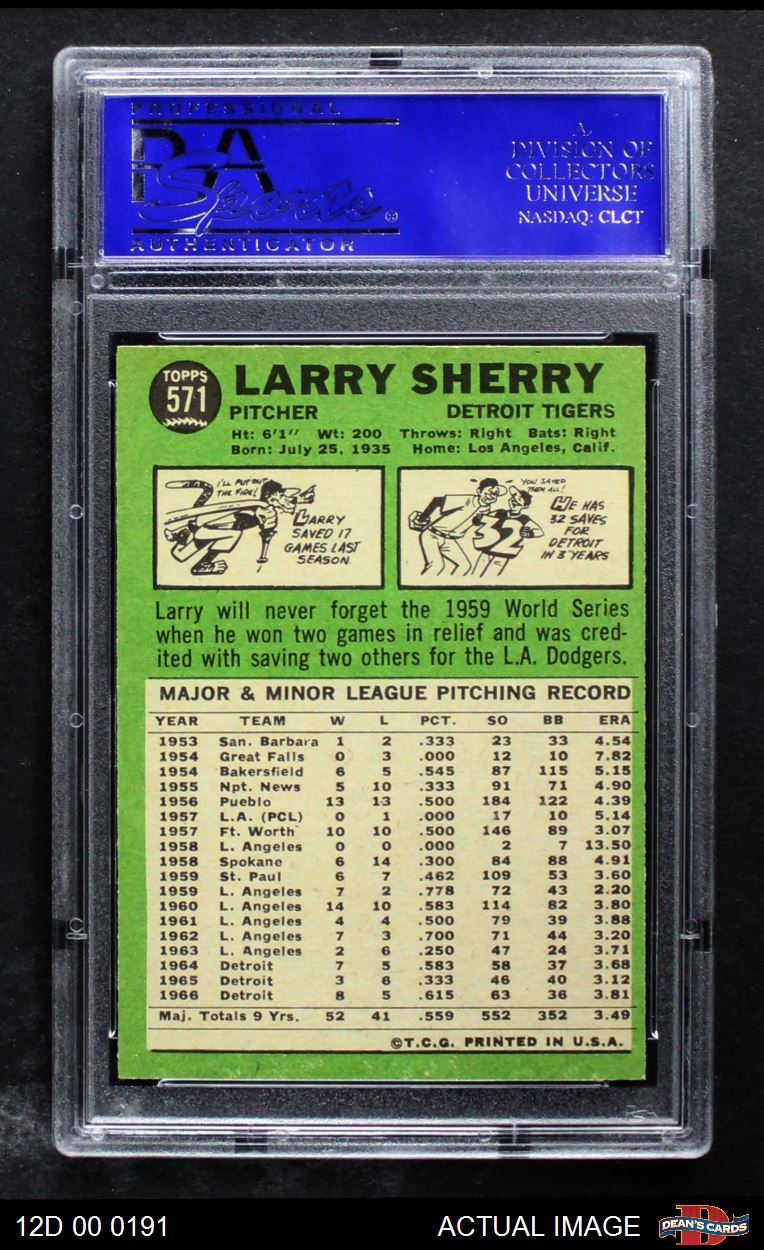 PROFESSIONAL
PSA
Sports®
AUTHENTICATOR
A
DIVISION OF
COLLECTORS
UNIVERSE
NASDAQ: CLCT
TOPPS
571
LARRY SHERRY
PITCHER DETROIT TIGERS
Ht: 6'1" Wt: 200 Throws: Right Bats: Right
Born: July 25, 1935 Home: Los Angeles, Calif.
I'LL PUT OUT
THE FIRE!
LARRY
SAVED 17
GAMES LAST
SEASON.
YOU SAVED
THEM ALL!
32
HE HAS
32 SAVES
FOR
DETROIT
IN 3 YEARS
Larry will never forget the 1959 World Series
when he won two games in relief and was cred-
ited with saving two others for the L.A. Dodgers.
MAJOR & MINOR LEAGUE PITCHING RECORD
YEAR TEAM W L PCT. SO BB ERA
1953 San. Barbara 1 2 .333 23 33 4.54
1954 Great Falls 0 3 .000 12 10 7.82
1954 Bakersfield 6 5 .545 87 115 5.15
1955 Npt. News 5 10 .333 91 71 4.90
1956 Pueblo 13 13 .500 184 122 4.39
1957 L.A. (PCL) 0 1 .000 17 10 5.14
1957 Ft. Worth 10 10 .500 146 89 3.07
1958 L. Angeles 0 0 .000 2 7 13.50
1958 Spokane 6 14 .300 84 88 4.91
1959 St. Paul 6 7 .462 109 53 3.60
1959 L. Angeles 7 2 .778 72 43 2.20
1960 L. Angeles 14 10 .583 114 82 3.80
1961 L. Angeles 4 4 .500 79 39 3.88
1962 L. Angeles 7 3 .700 71 44 3.20
1963 L. Angeles 2 6 .250 47 24 3.71
1964 Detroit 7 5 .583 58 37 3.68
1965 Detroit 3 6 .333 46 40 3.12
1966 Detroit 8 5 .615 63 36 3.81
Maj. Totals 9 Yrs. 52 41 .559 552 352 3.49
©T.C.G. PRINTED IN U.S.A.
PSA
12D 00 0191 ACTUAL IMAGE DEAN'S CARDS